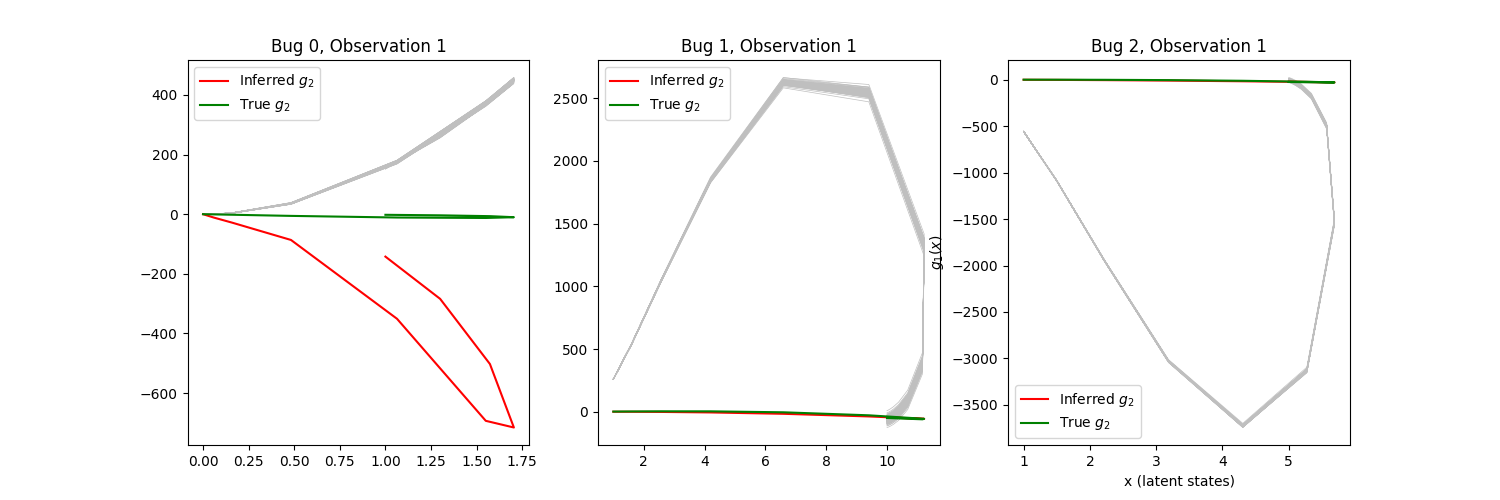 Bug 0, Observation 1
Inferred g₂
True g₂
400
200
0
−200
−400
−600
0.00 0.25 0.50 0.75 1.00 1.25 1.50 1.75
Bug 1, Observation 1
Inferred g₂
True g₂
2500
2000
1500
1000
500
0
2 4 6 8 10
Bug 2, Observation 1
g₁(x)
0
−500
−1000
−1500
−2000
−2500
−3000
−3500
Inferred g₂
True g₂
1 2 3 4 5
x (latent states)